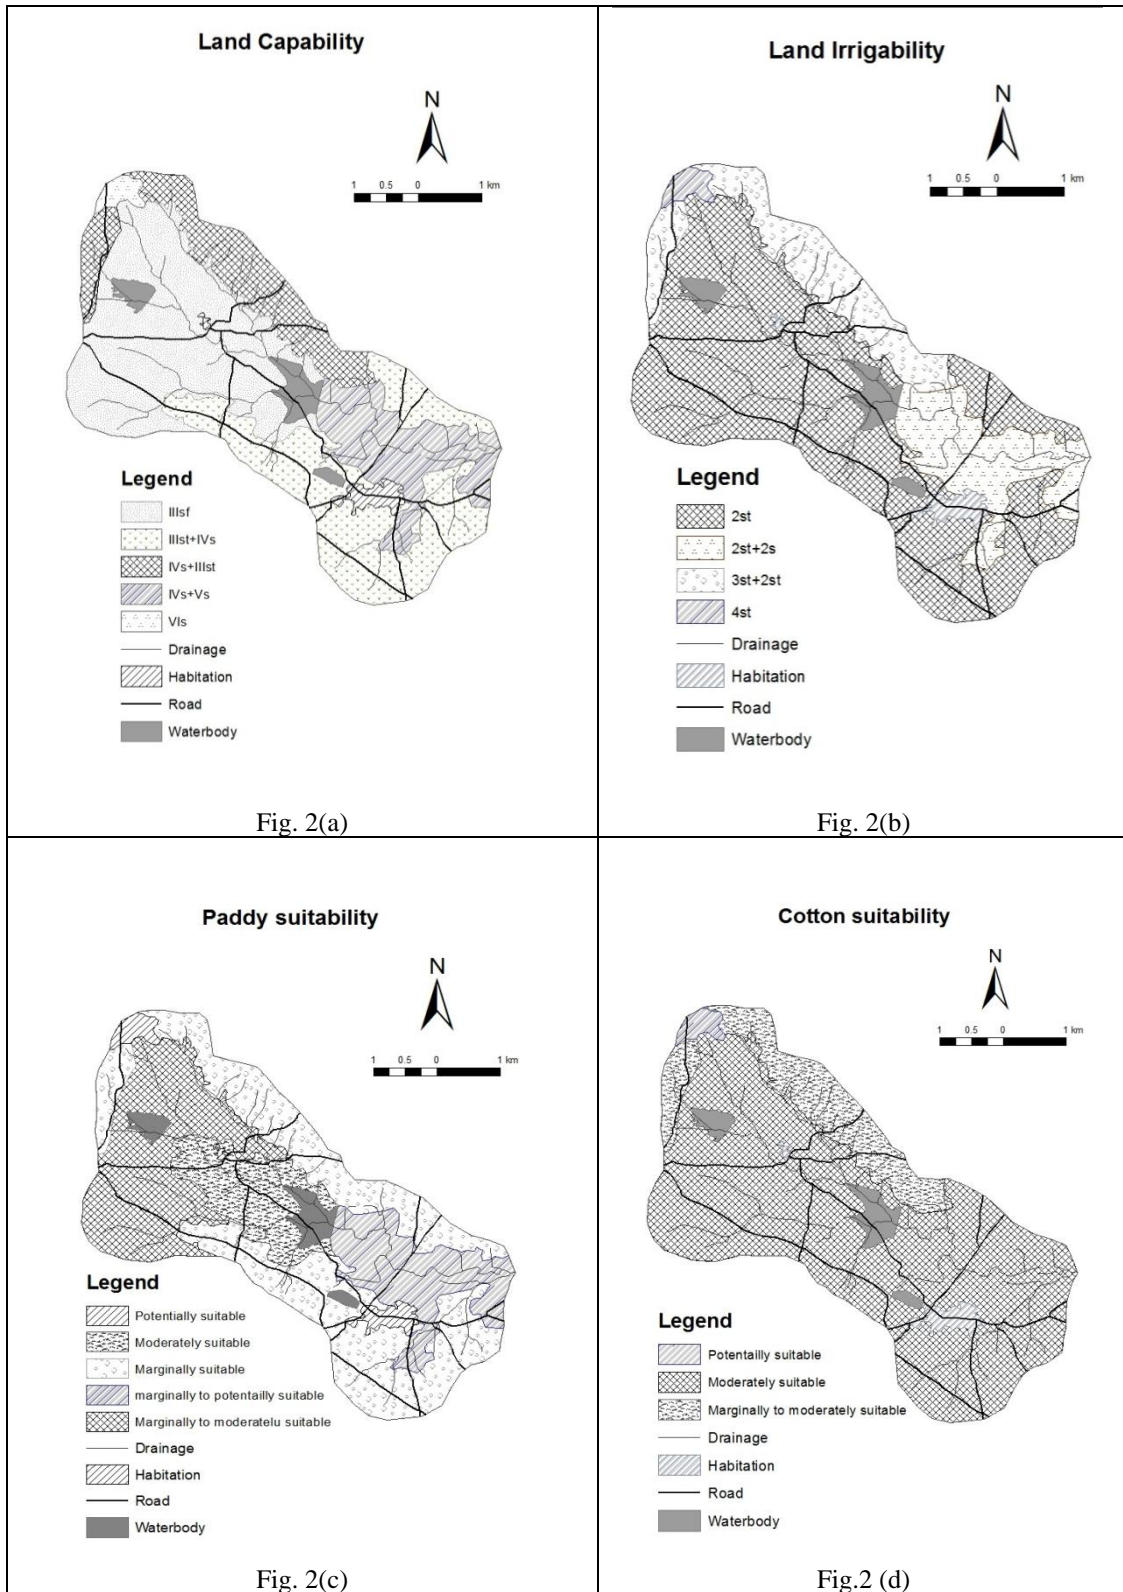 Land Capability
N
1 0.5 0 1 km
Legend
IIIsf
IIIst+IVs
IVs+IIIst
IVs+Vs
VIs
Drainage
Habitation
Road
Waterbody
Fig. 2(a)
Land Irrigability
N
1 0.5 0 1 km
Legend
2st
2st+2s
3st+2st
4st
Drainage
Habitation
Road
Waterbody
Fig. 2(b)
Paddy suitability
N
1 0.5 0 1 km
Legend
Potentially suitable
Moderately suitable
Marginally suitable
marginally to potentailly suitable
Marginally to moderatelu suitable
Drainage
Habitation
Road
Waterbody
Fig. 2(c)
Cotton suitability
N
1 0.5 0 1 km
Legend
Potentailly suitable
Moderately suitable
Marginally to moderately suitable
Drainage
Habitation
Road
Waterbody
Fig.2 (d)